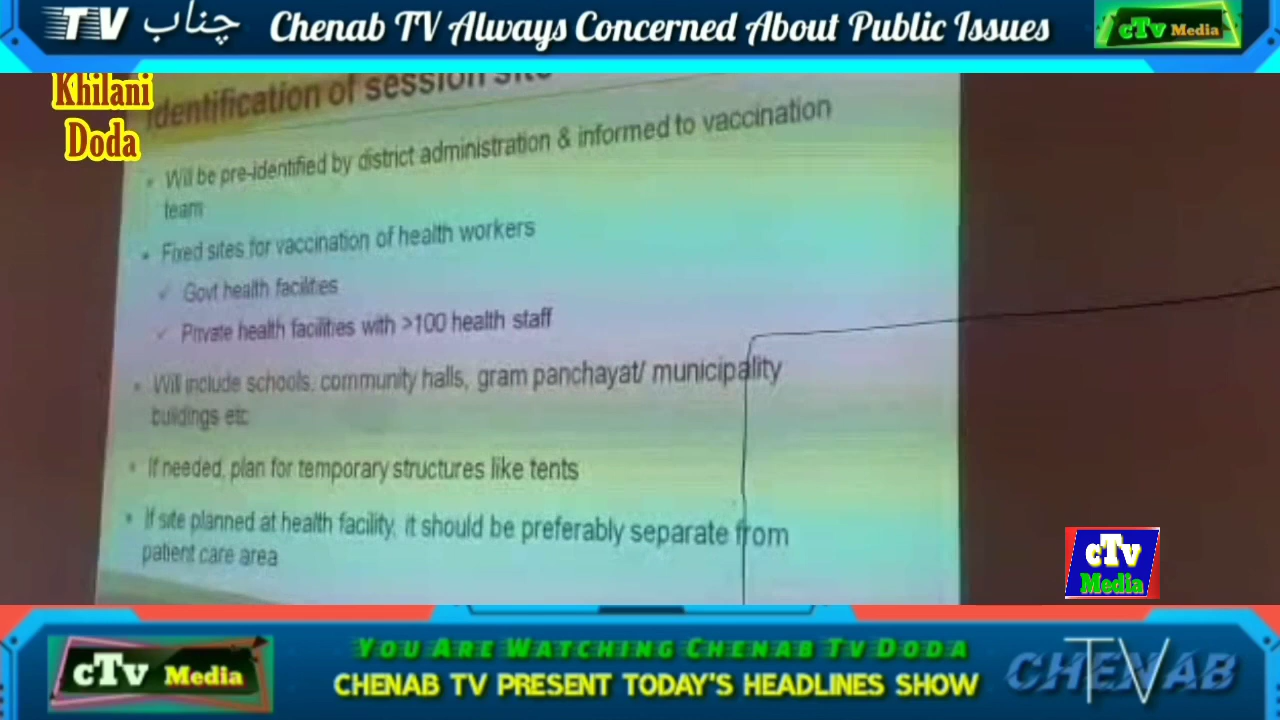 TV چناب
Chenab TV Always Concerned About Public Issues
cTv Media
Khilani
Doda
Identification of session site
Will be pre-identified by district administration & informed to vaccination
team
Fixed sites for vaccination of health workers
✓ Govt health facilities
✓ Private health facilities with >100 health staff
Will include schools, community halls, gram panchayat/ municipality
buildings etc
If needed, plan for temporary structures like tents
If site planned at health facility, it should be preferably separate from
patient care area
cTv
Media
cTv Media
You Are Watching Chenab Tv Doda
CHENAB TV PRESENT TODAY'S HEADLINES SHOW
CHENAB TV